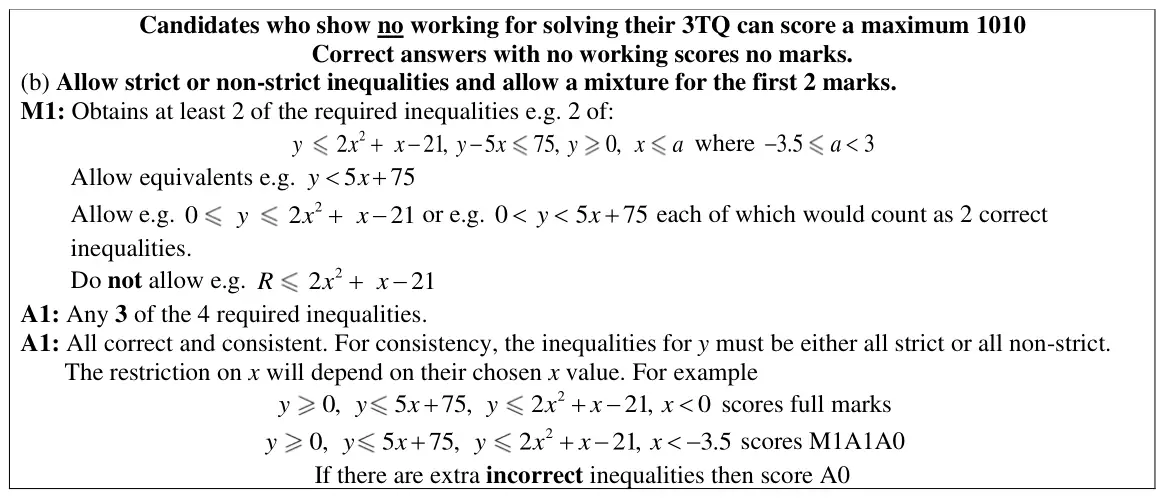 Candidates who show no working for solving their 3TQ can score a maximum 1010
Correct answers with no working scores no marks.
(b) Allow strict or non-strict inequalities and allow a mixture for the first 2 marks.
M1: Obtains at least 2 of the required inequalities e.g. 2 of:
y ⩽ 2x² + x−21, y−5x ⩽ 75, y ⩾ 0, x ⩽ a where −3.5 ⩽ a < 3
Allow equivalents e.g. y < 5x + 75
Allow e.g. 0 ⩽ y ⩽ 2x² + x − 21 or e.g. 0 < y < 5x + 75 each of which would count as 2 correct
inequalities.
Do not allow e.g. R ⩽ 2x² + x − 21
A1: Any 3 of the 4 required inequalities.
A1: All correct and consistent. For consistency, the inequalities for y must be either all strict or all non-strict.
The restriction on x will depend on their chosen x value. For example
y ⩾ 0, y ⩽ 5x + 75, y ⩽ 2x² + x − 21, x < 0 scores full marks
y ⩾ 0, y ⩽ 5x + 75, y ⩽ 2x² + x − 21, x < −3.5 scores M1A1A0
If there are extra incorrect inequalities then score A0